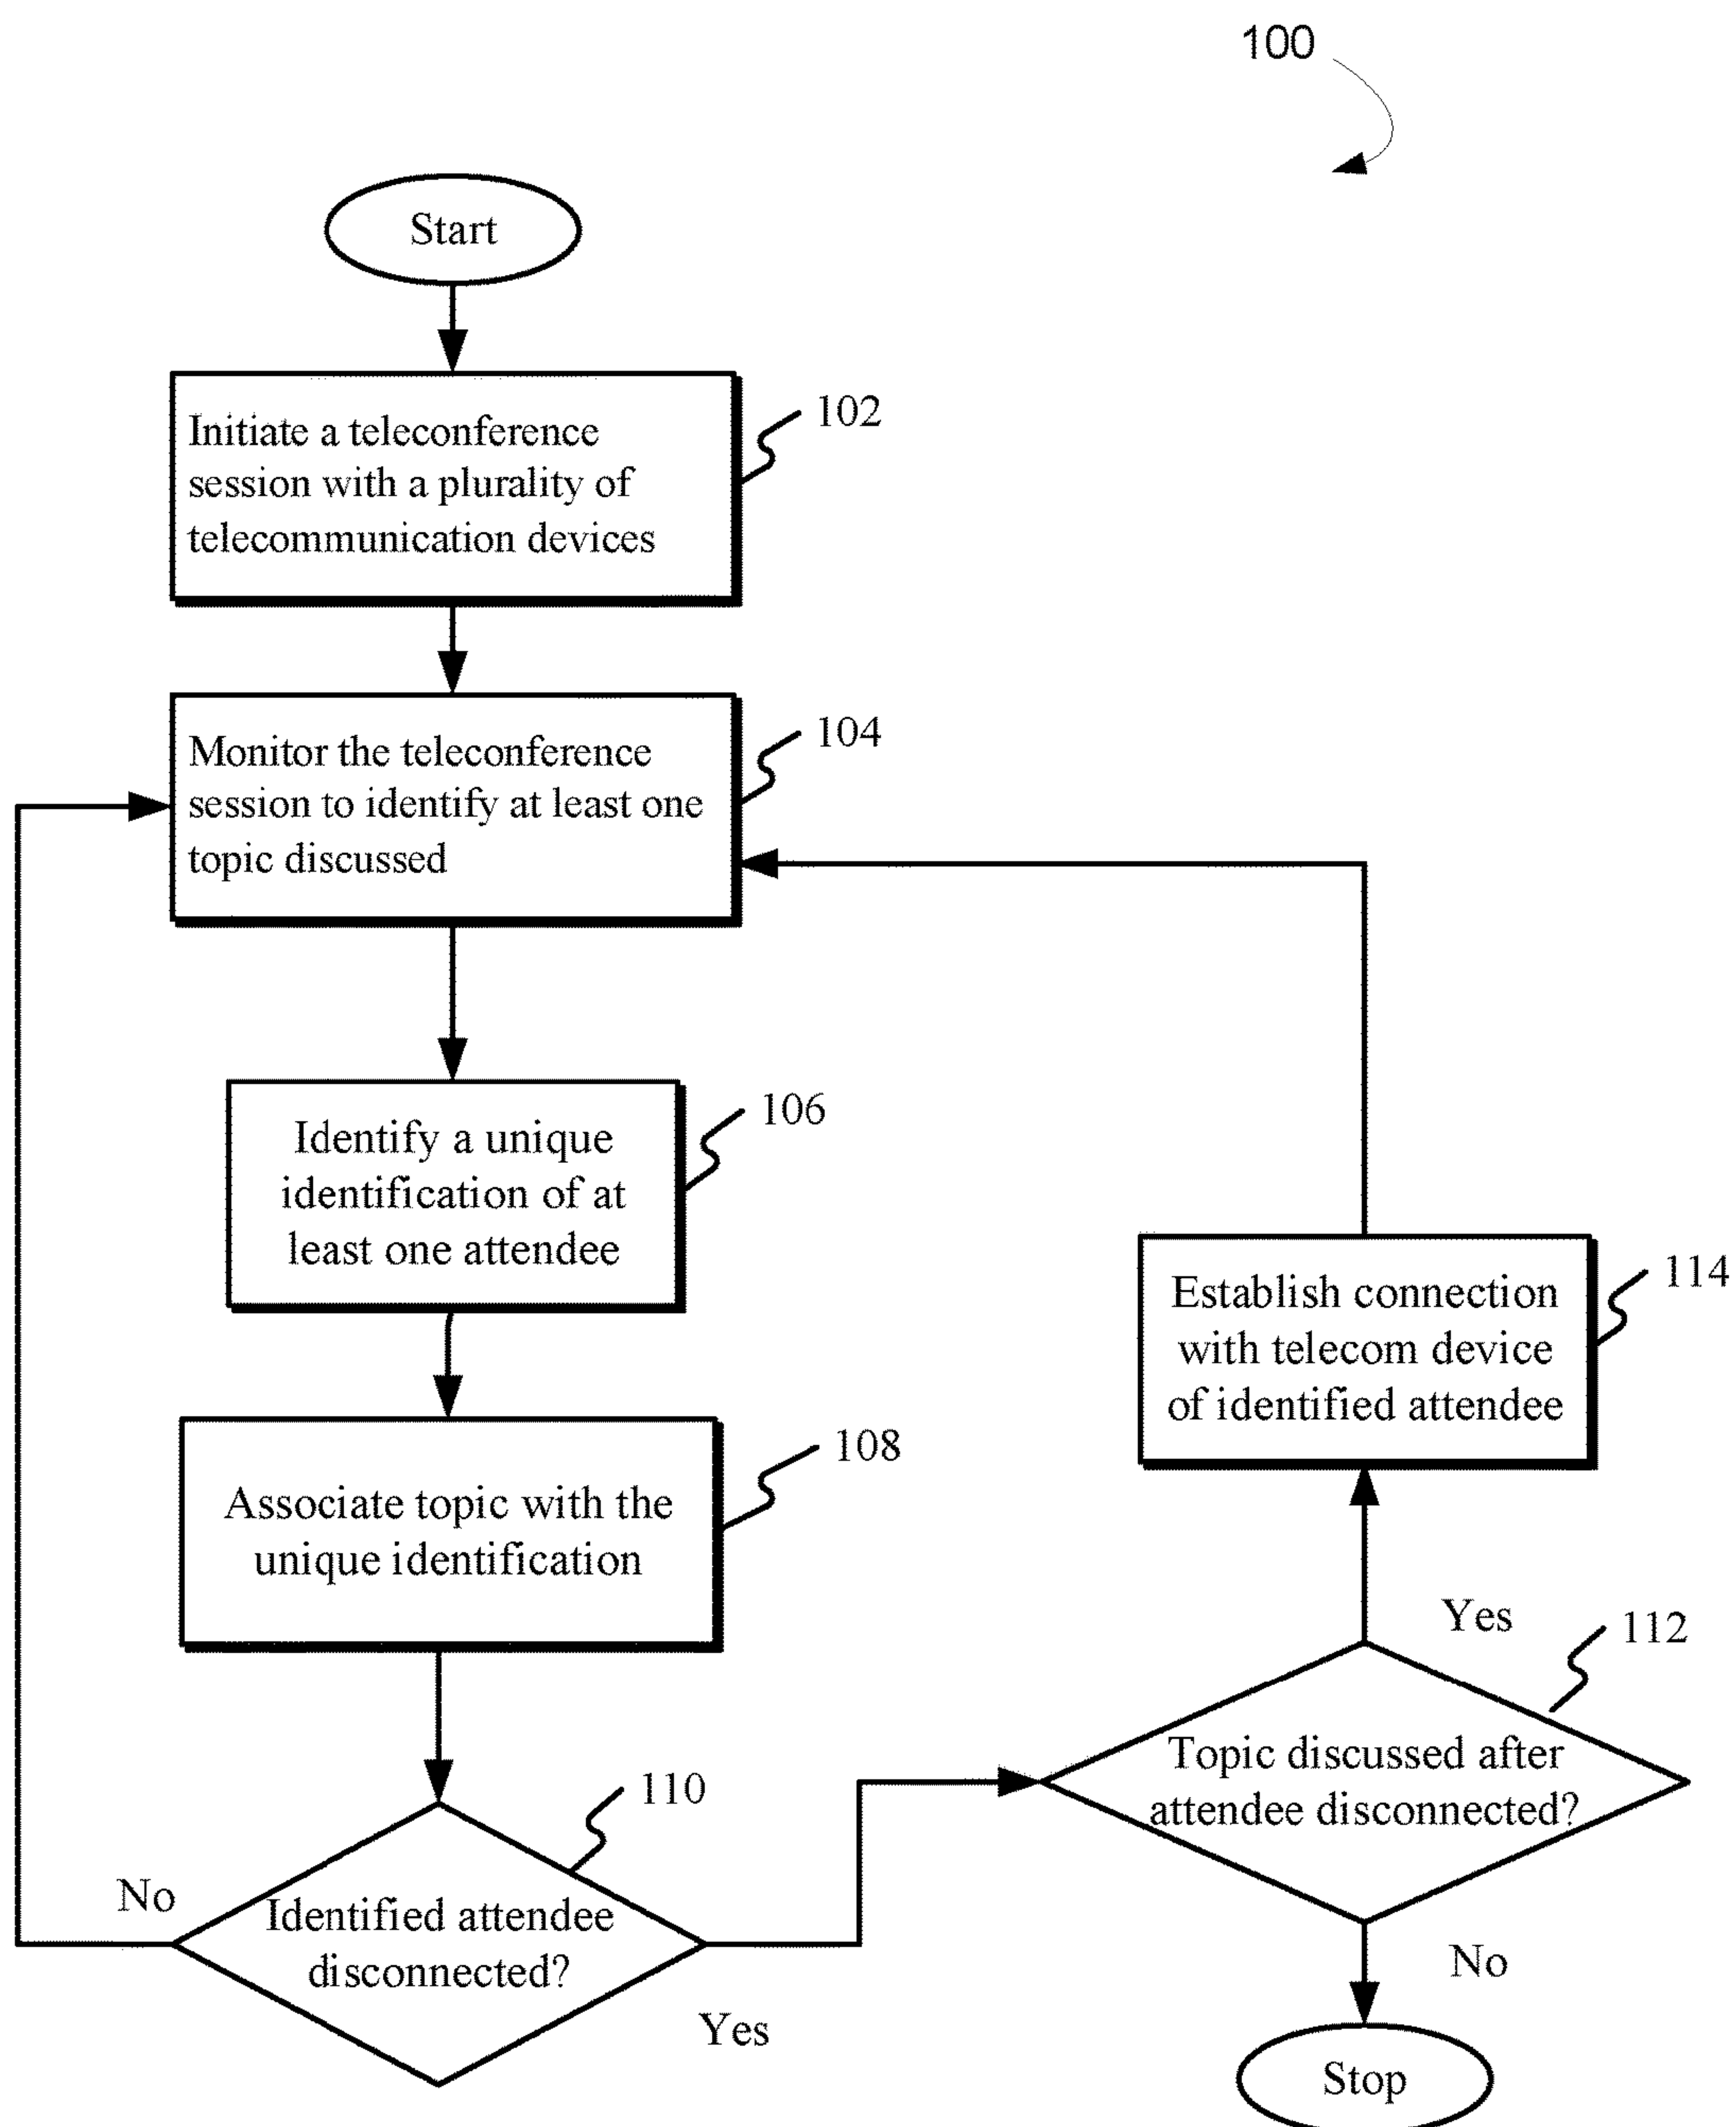 100
Start
Initiate a teleconference
session with a plurality of
telecommunication devices
102
Monitor the teleconference
session to identify at least one
topic discussed
104
Identify a unique
identification of at
least one attendee
106
Associate topic with the
unique identification
108
Identified attendee
disconnected?
110
No
Yes
Topic discussed after
attendee disconnected?
112
Yes
No
Establish connection
with telecom device
of identified attendee
114
Stop